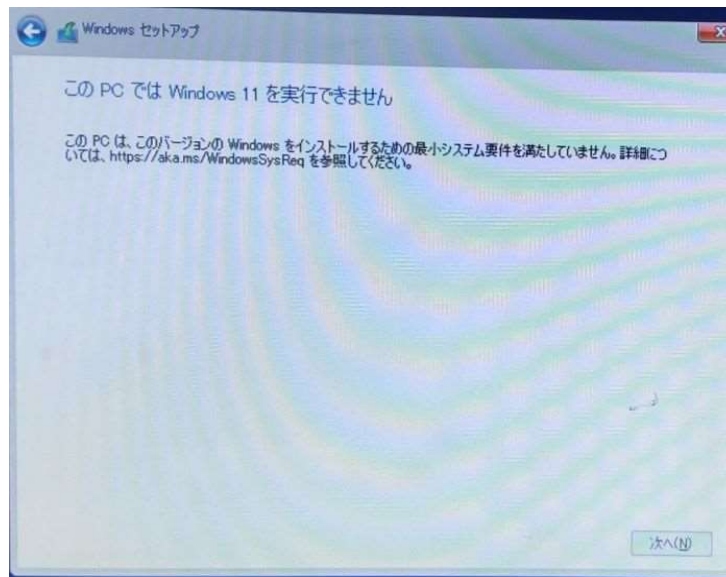 Windows セットアップ
この PC では Windows 11 を実行できません
この PC は、このバージョンの Windows をインストールするための最小システム要件を満たしていません。詳細につ
いては、https://aka.ms/WindowsSysReq を参照してください。
次へ(N)